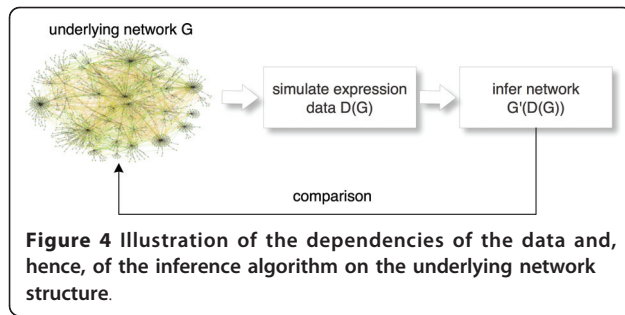 underlying network G
simulate expression
data D(G)
infer network
G'(D(G))
comparison
Figure 4 Illustration of the dependencies of the data and,
hence, of the inference algorithm on the underlying network
structure.